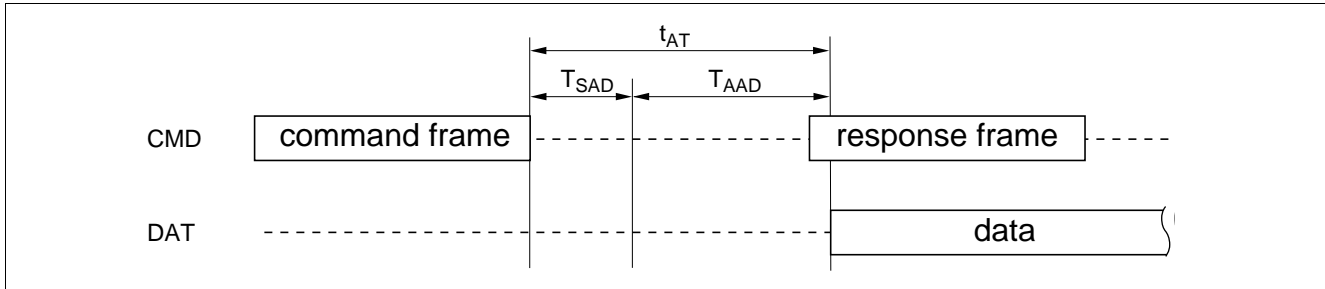 tAT
TSAD TAAD
CMD command frame response frame
DAT data